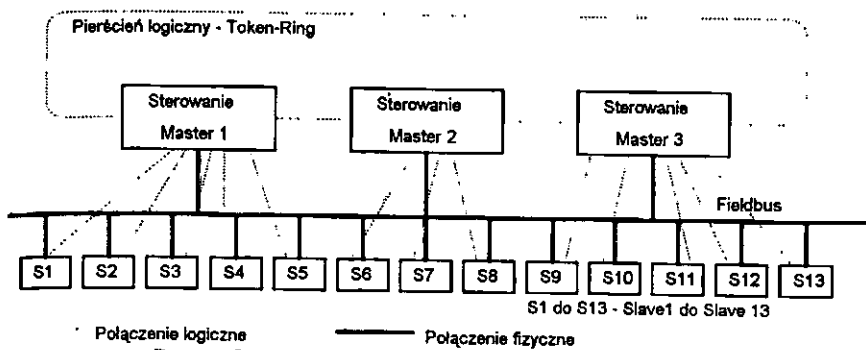 Pierścień logiczny - Token-Ring
Sterowanie
Master 1
Sterowanie
Master 2
Sterowanie
Master 3
Fieldbus
S1
S2
S3
S4
S5
S6
S7
S8
S9
S10
S11
S12
S13
S1 do S13 - Slave1 do Slave 13
Połączenie logiczne
Połączenie fizyczne